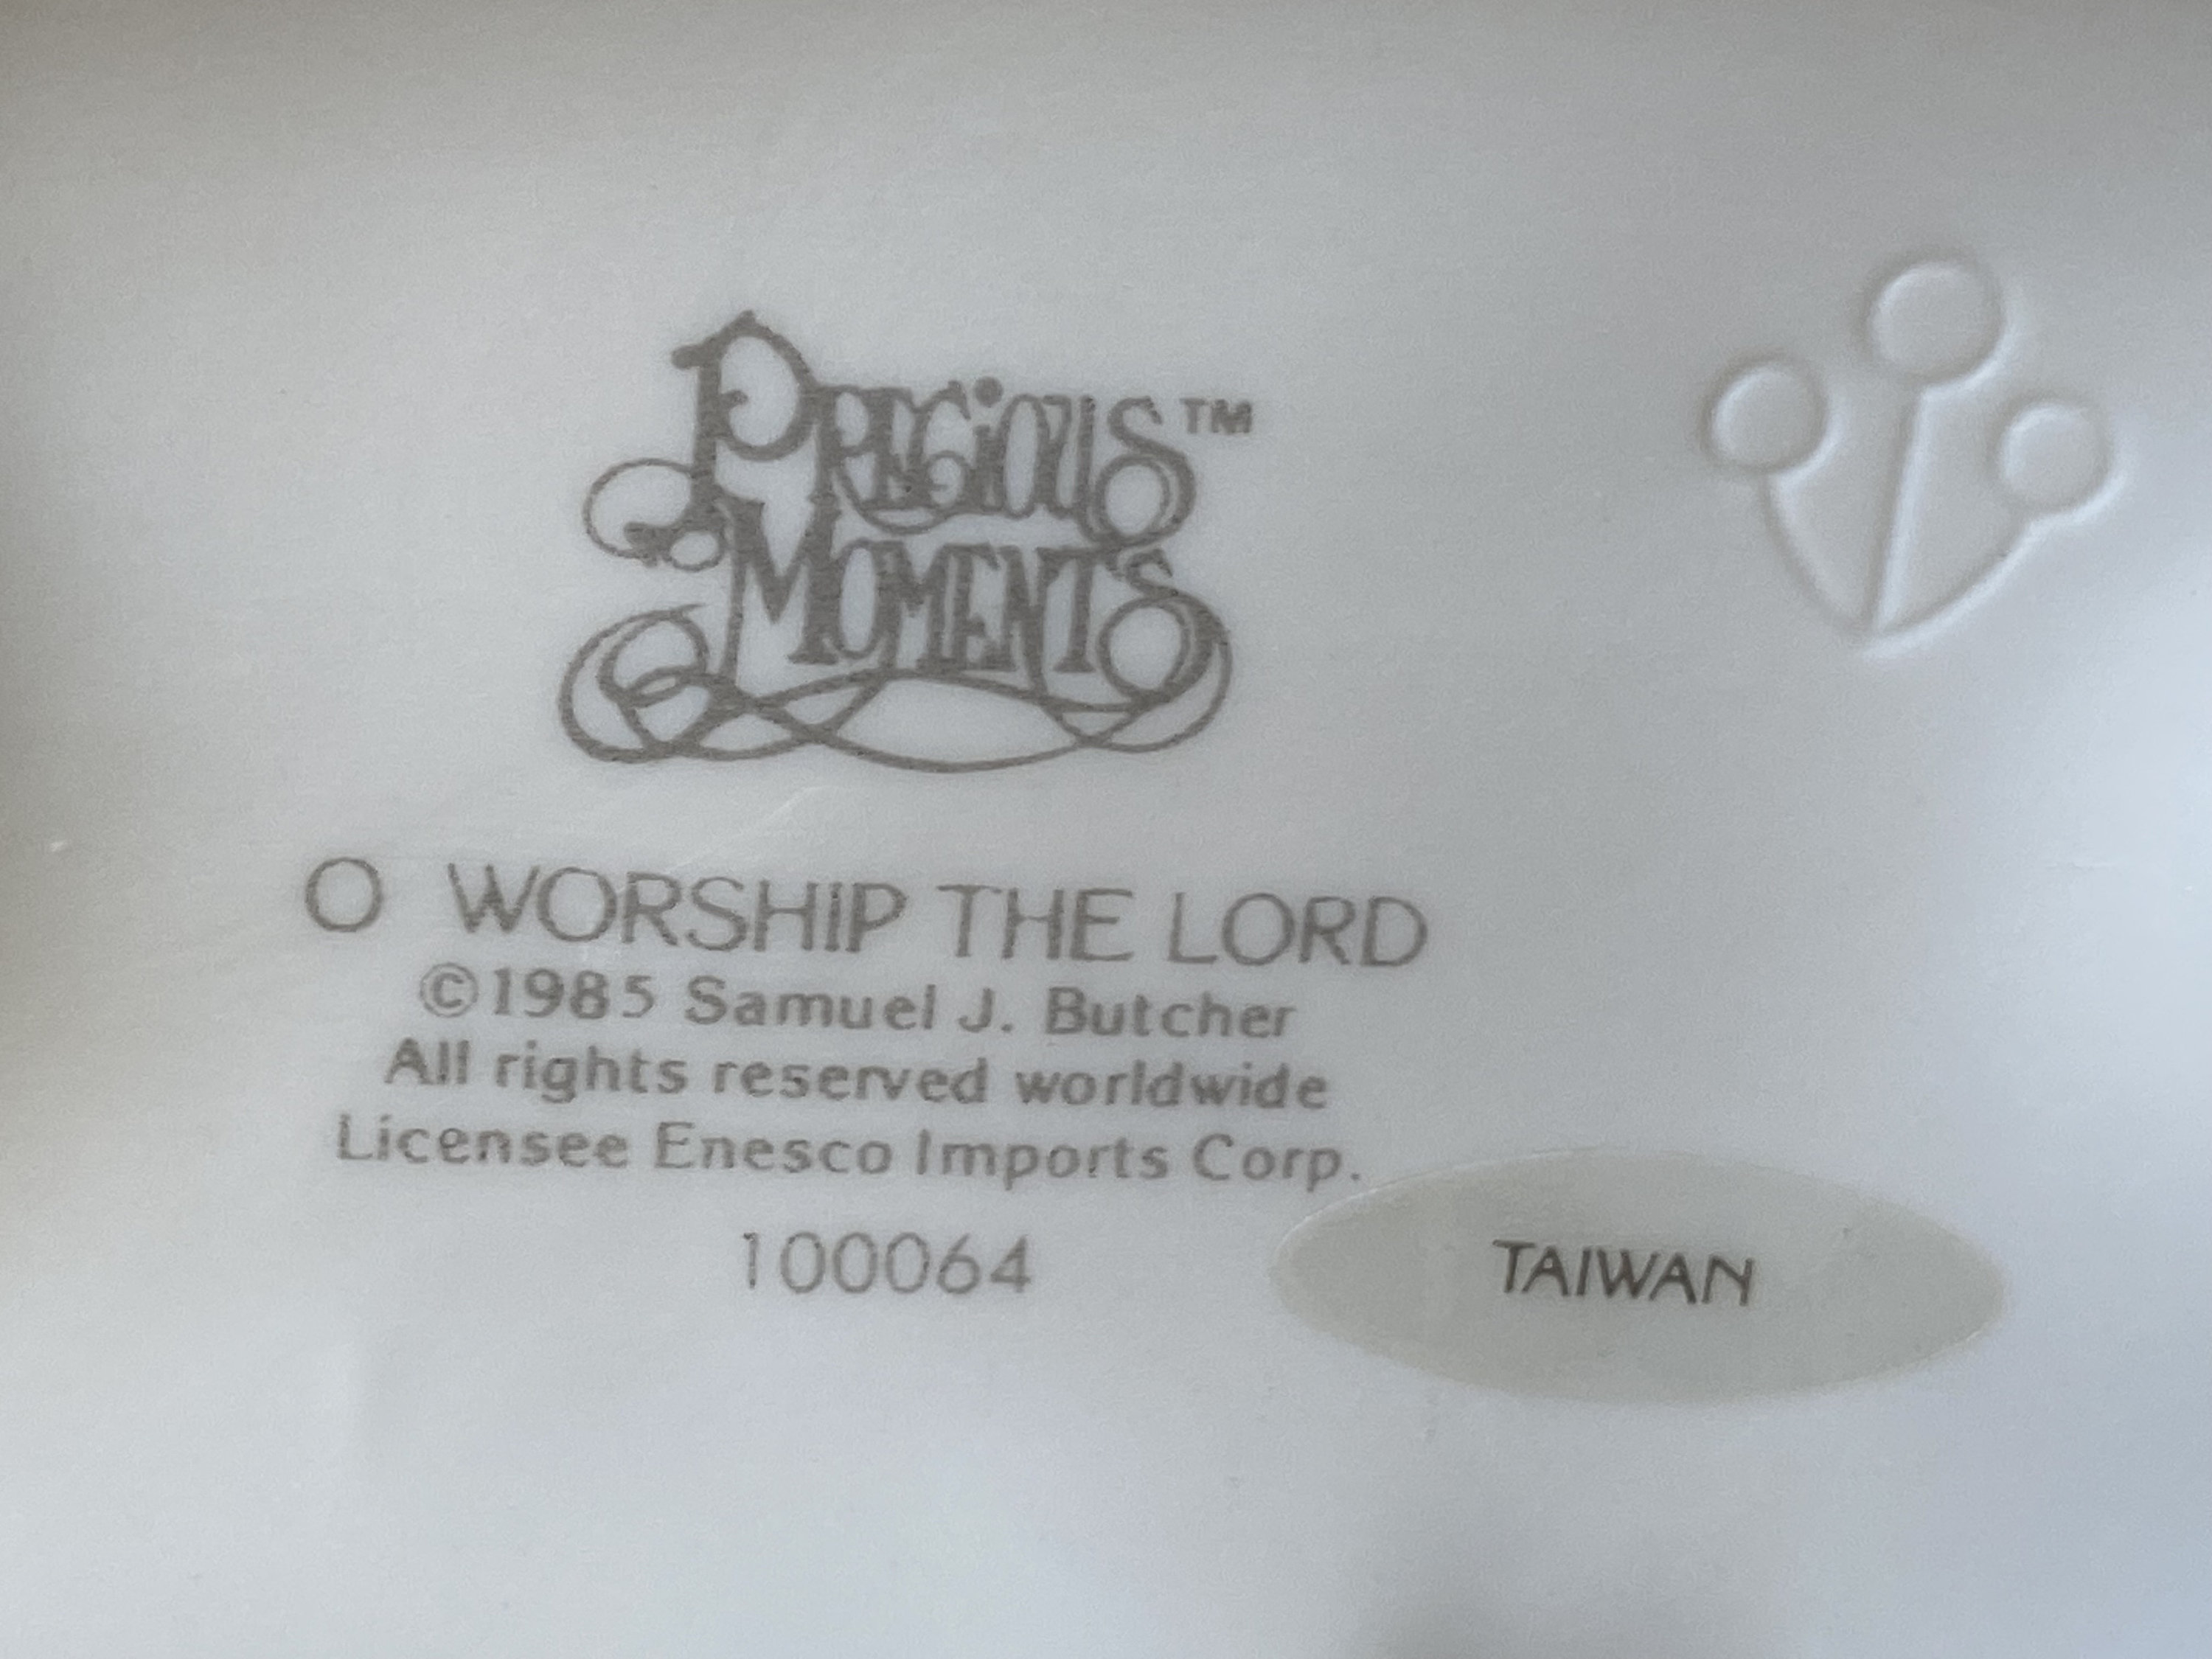 PRECIOUS™
MOMENTS
O WORSHIP THE LORD
©1985 Samuel J. Butcher
All rights reserved worldwide
Licensee Enesco Imports Corp.
100064
TAIWAN